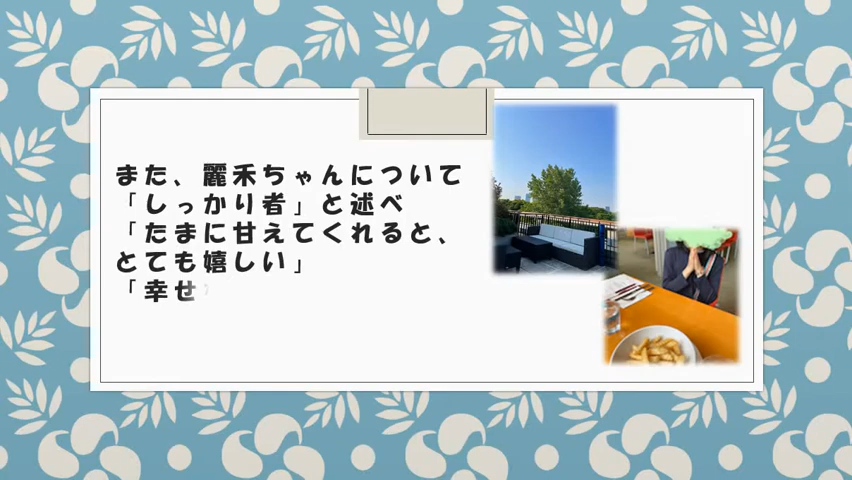 また、麗禾ちゃんについて
「しっかり者」と述べ
「たまに甘えてくれると、
とても嬉しい」
「幸せ